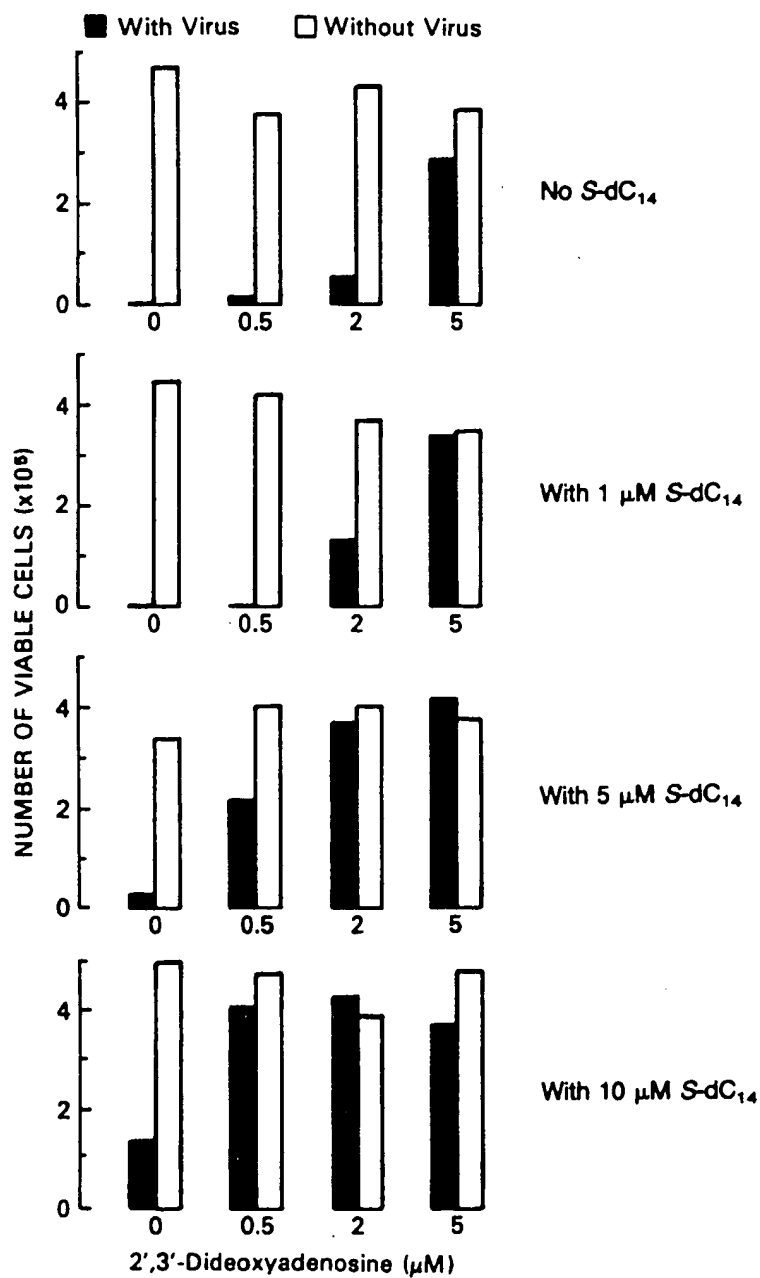 With Virus Without Virus
4
2
0
0 0.5 2 5
No S-dC₁₄
4
2
0
0 0.5 2 5
With 1 μM S-dC₁₄
4
2
0
0 0.5 2 5
With 5 μM S-dC₁₄
4
2
0
0 0.5 2 5
With 10 μM S-dC₁₄
NUMBER OF VIABLE CELLS (x10⁵)
2',3'-Dideoxyadenosine (μM)